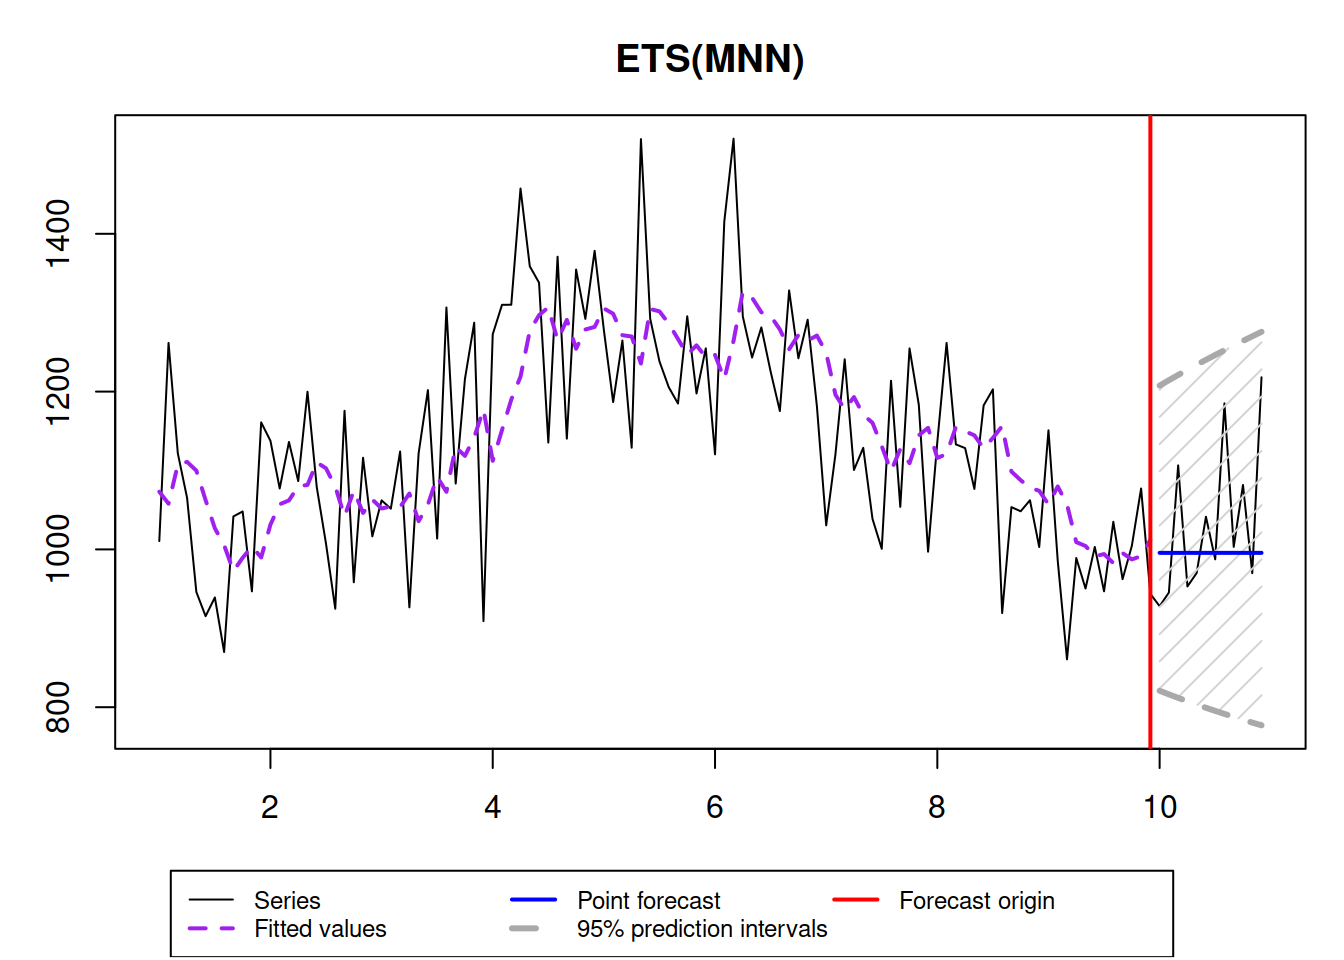 ETS(MNN)
1400
1200
1000
800
2 4 6 8 10
Series Point forecast Forecast origin
Fitted values 95% prediction intervals